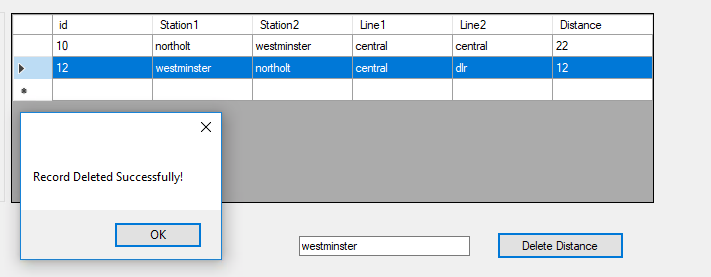 id Station1 Station2 Line1 Line2 Distance
10 northolt westminster central central 22
12 westminster northolt central dlr 12
Record Deleted Successfully!
OK
westminster Delete Distance